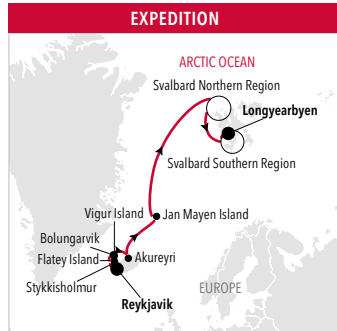 EXPEDITION
ARCTIC OCEAN
Svalbard Northern Region
Longyearbyen
Svalbard Southern Region
Vigur Island
Jan Mayen Island
Bolungarvik
Flatey Island
Akureyri
Stykkisholmur
Reykjavik
EUROPE